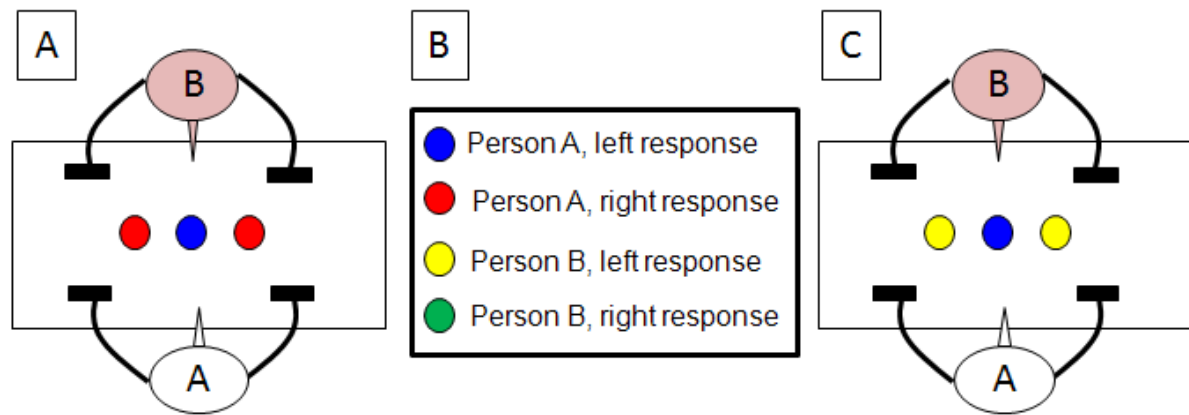 A
B
A
B
Person A, left response
Person A, right response
Person B, left response
Person B, right response
C
B
A